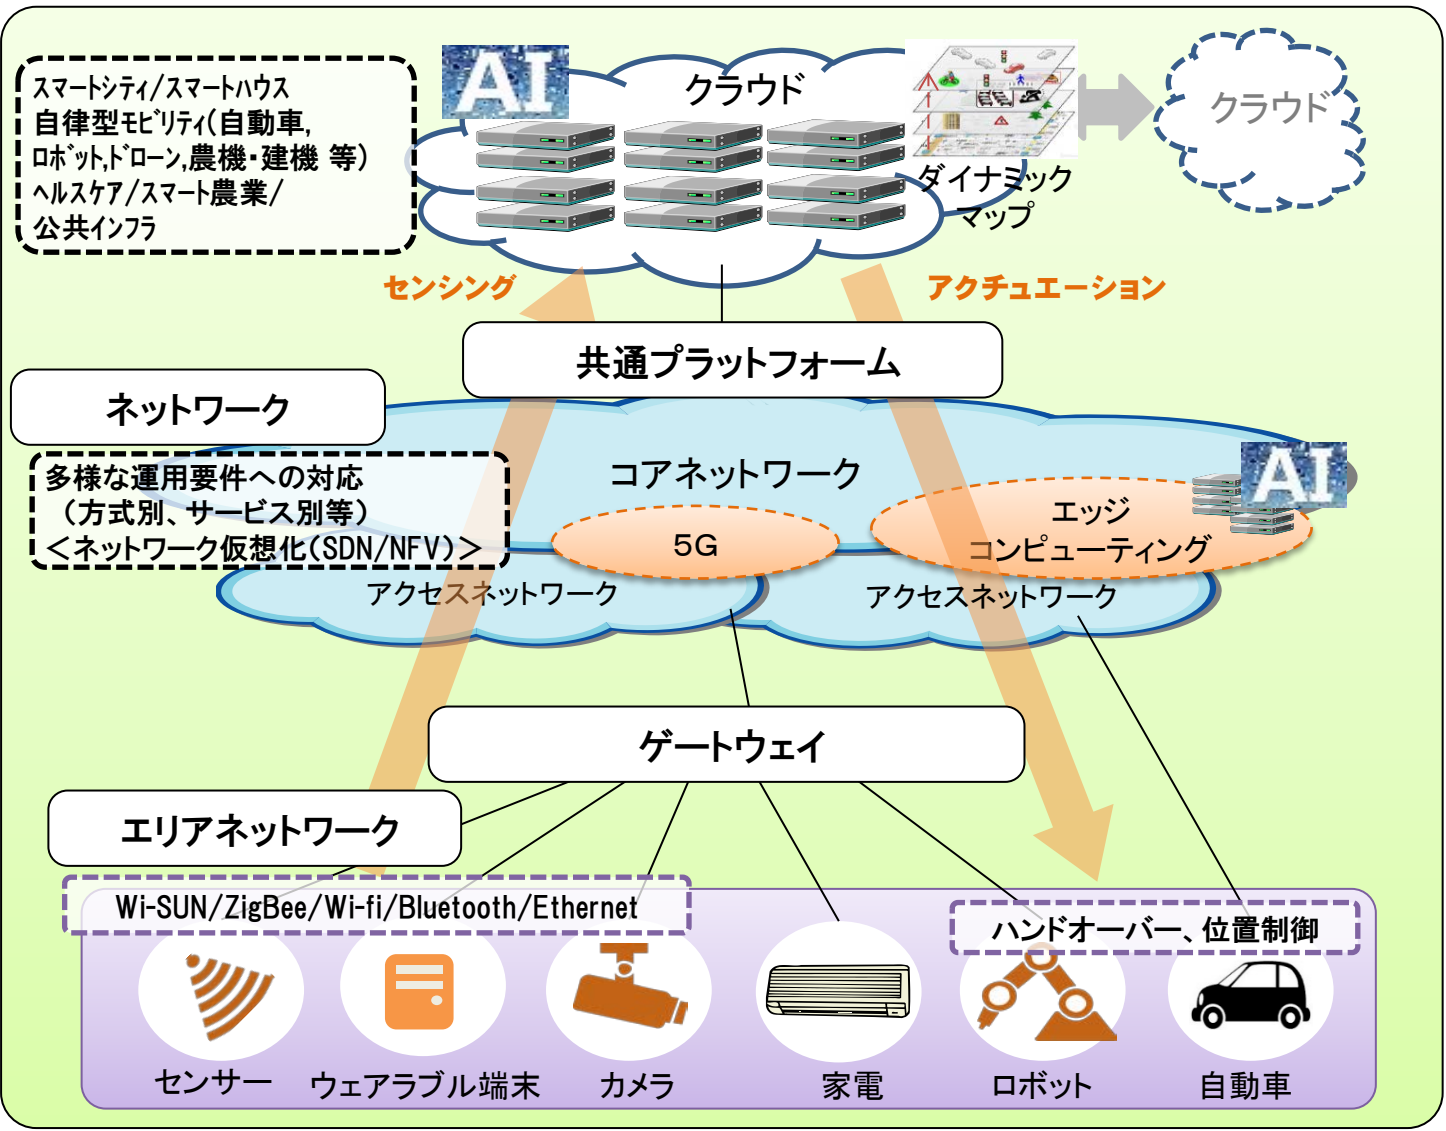 スマートシティ/スマートハウス
自律型モビリティ(自動車,
ロボット,ドローン,農機・建機 等)
ヘルスケア/スマート農業/
公共インフラ
AI
クラウド
ダイナミック
マップ
クラウド
センシング
アクチュエーション
共通プラットフォーム
ネットワーク
多様な運用要件への対応
(方式別、サービス別等)
<ネットワーク仮想化(SDN/NFV)>
コアネットワーク
AI
5G
エッジ
コンピューティング
アクセスネットワーク
アクセスネットワーク
ゲートウェイ
エリアネットワーク
Wi-SUN/ZigBee/Wi-fi/Bluetooth/Ethernet
ハンドオーバー、位置制御
センサー
ウェアラブル端末
カメラ
家電
ロボット
自動車